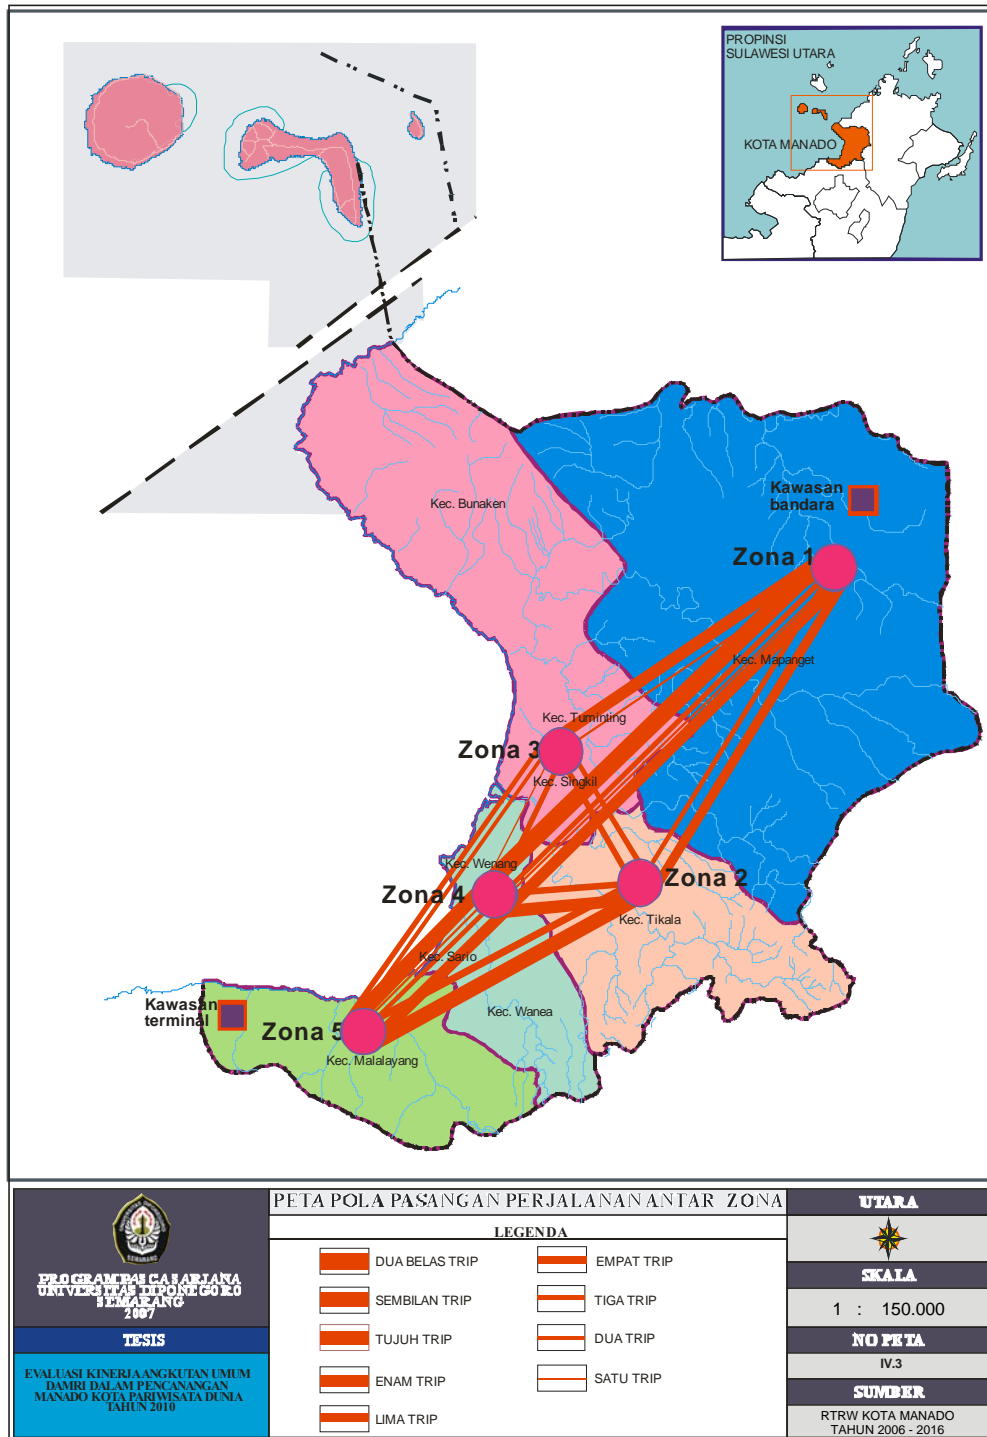 PROPINSI
SULAWESI UTARA
KOTA MANADO
Kec. Bunaken
Kawasan
bandara
Zona 1
Kec. Mapanget
Kec. Tuminting
Zona 3
Kec. Singkil
Kec. Wenang
Zona 4
Zona 2
Kec. Tikala
Kec. Sario
Kawasan
terminal
Kec. Wanea
Zona 5
Kec. Malalayang
PETA POLA PASANGAN PERJALANAN ANTAR ZONA
LEGENDA
DUA BELAS TRIP
SEMBILAN TRIP
TUJUH TRIP
ENAM TRIP
LIMA TRIP
EMPAT TRIP
TIGA TRIP
DUA TRIP
SATU TRIP
SEMARANG
PROGRAM PASCASARJANA
UNIVERSITAS DIPONEGORO
SEMARANG
2007
TESIS
EVALUASI KINERJA ANGKUTAN UMUM
DAMRI DALAM PENCANANGAN
MANADO KOTA PARIWISATA DUNIA
TAHUN 2010
UTARA
SKALA
1 : 150.000
NO PETA
IV.3
SUMBER
RTRW KOTA MANADO
TAHUN 2006 - 2016